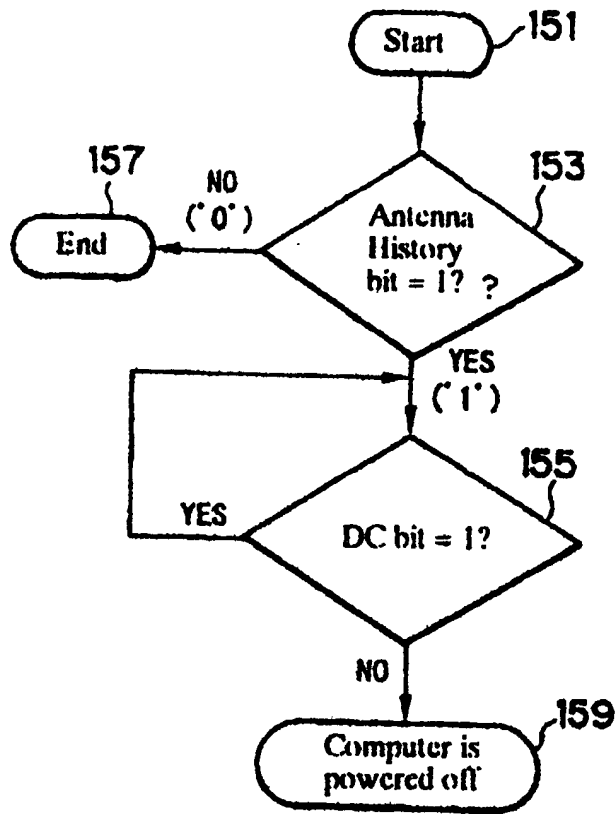 Start
151
157
NO
("0")
153
End
Antenna
History
bit = 1? ?
YES
("1")
155
YES
DC bit = 1?
NO
159
Computer is
powered off